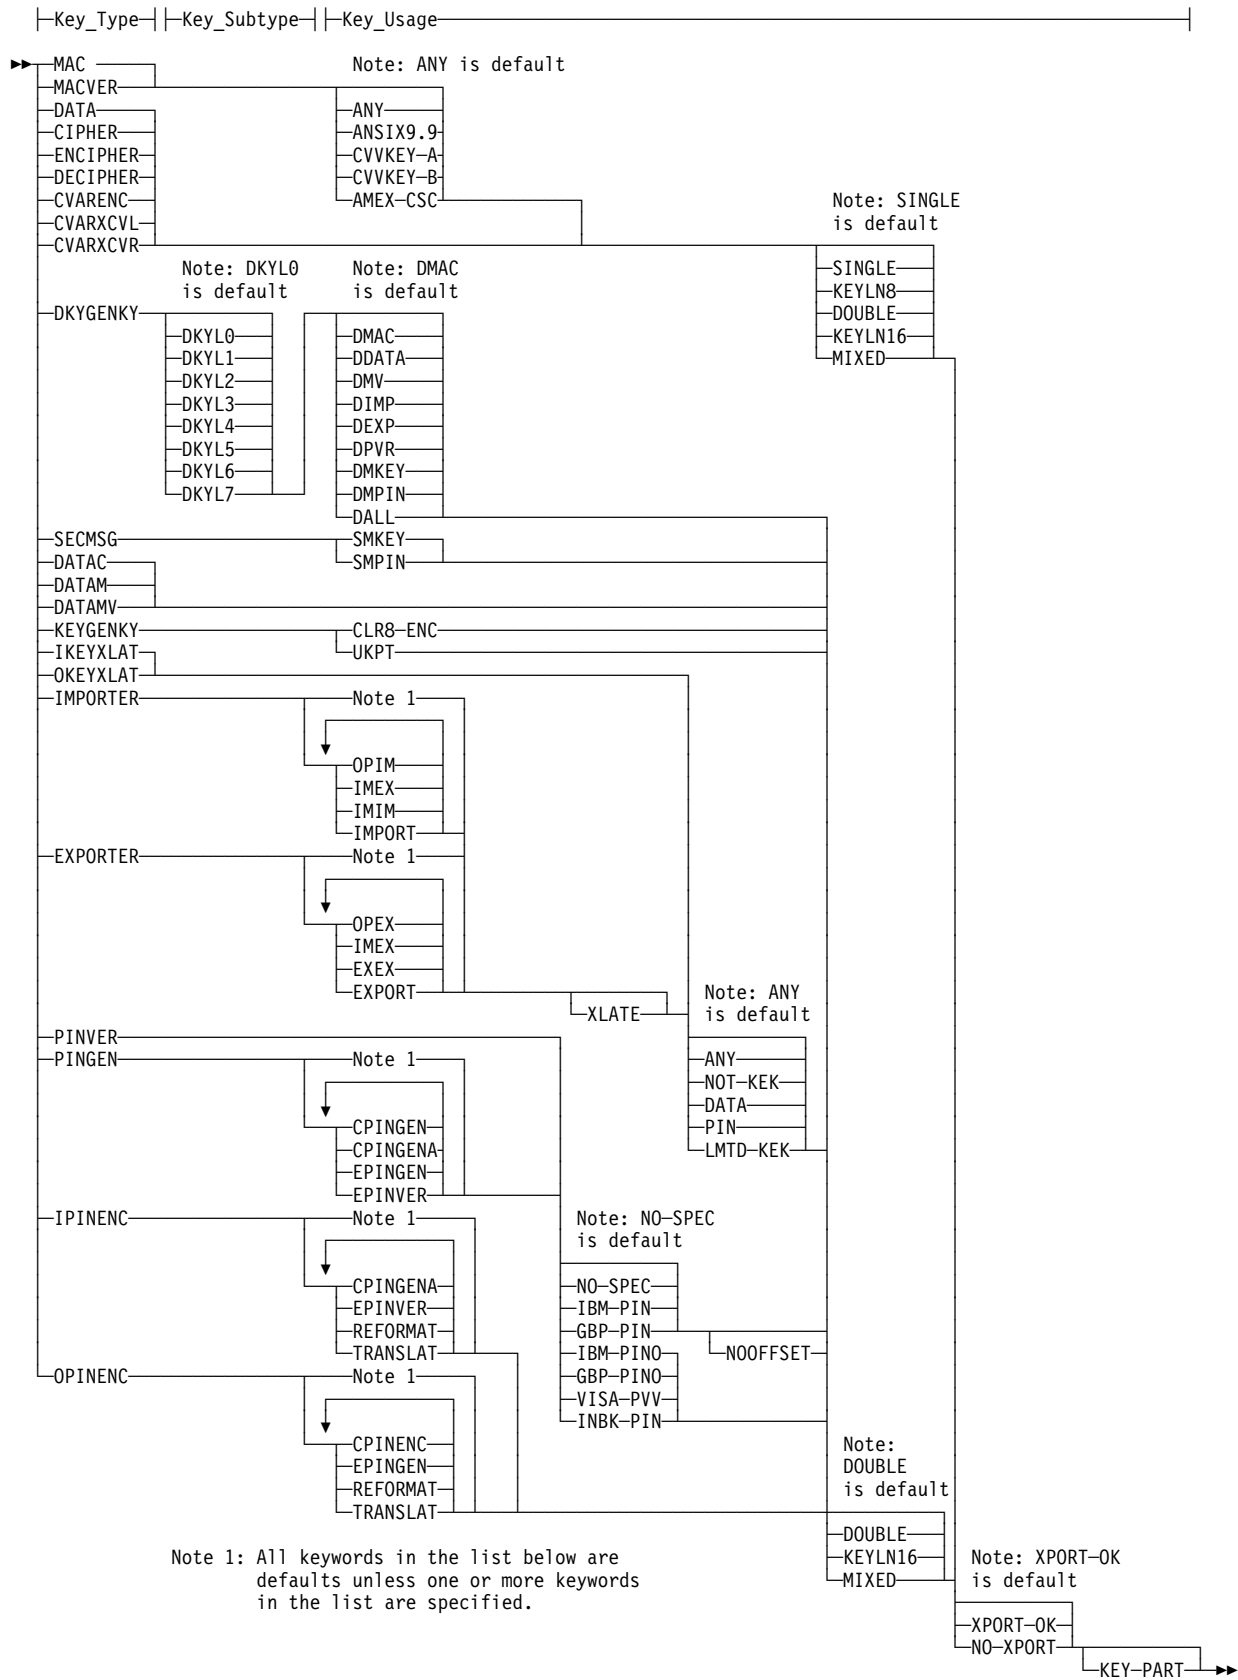 Key_Type Key_Subtype Key_Usage
MAC Note: ANY is default
MACVER
DATA ANY
CIPHER ANSIX9.9
ENCIPHER CVVKEY-A
DECIPHER CVVKEY-B
CVARENC AMEX-CSC Note: SINGLE
CVARXCVL is default
CVARXCVR
Note: DKYL0 Note: DMAC SINGLE
is default is default KEYLN8
DKYGENKY DOUBLE
DKYL0 DMAC KEYLN16
DKYL1 DDATA MIXED
DKYL2 DMV
DKYL3 DIMP
DKYL4 DEXP
DKYL5 DPVR
DKYL6 DMKEY
DKYL7 DMPIN
DALL
SECMSG SMKEY
DATAC SMPIN
DATAM
DATAMV
KEYGENKY CLR8-ENC
IKEYXLAT UKPT
OKEYXLAT
IMPORTER Note 1
OPIM
IMEX
IMIM
IMPORT
EXPORTER Note 1
OPEX
IMEX
EXEX
EXPORT Note: ANY
XLATE is default
PINVER
PINGEN Note 1 ANY
NOT-KEK
DATA
CPINGEN PIN
CPINGENA LMTD-KEK
EPINGEN
EPINVER
IPINENC Note 1 Note: NO-SPEC
is default
CPINGENA NO-SPEC
EPINVER IBM-PIN
REFORMAT GBP-PIN
TRANSLAT IBM-PINO NOOFFSET
OPINENC Note 1 GBP-PINO
VISA-PVV
INBK-PIN
CPINENC Note:
EPINGEN DOUBLE
REFORMAT is default
TRANSLAT
DOUBLE
Note 1: All keywords in the list below are KEYLN16 Note: XPORT-OK
defaults unless one or more keywords MIXED is default
in the list are specified.
XPORT-OK
NO-XPORT
KEY-PART